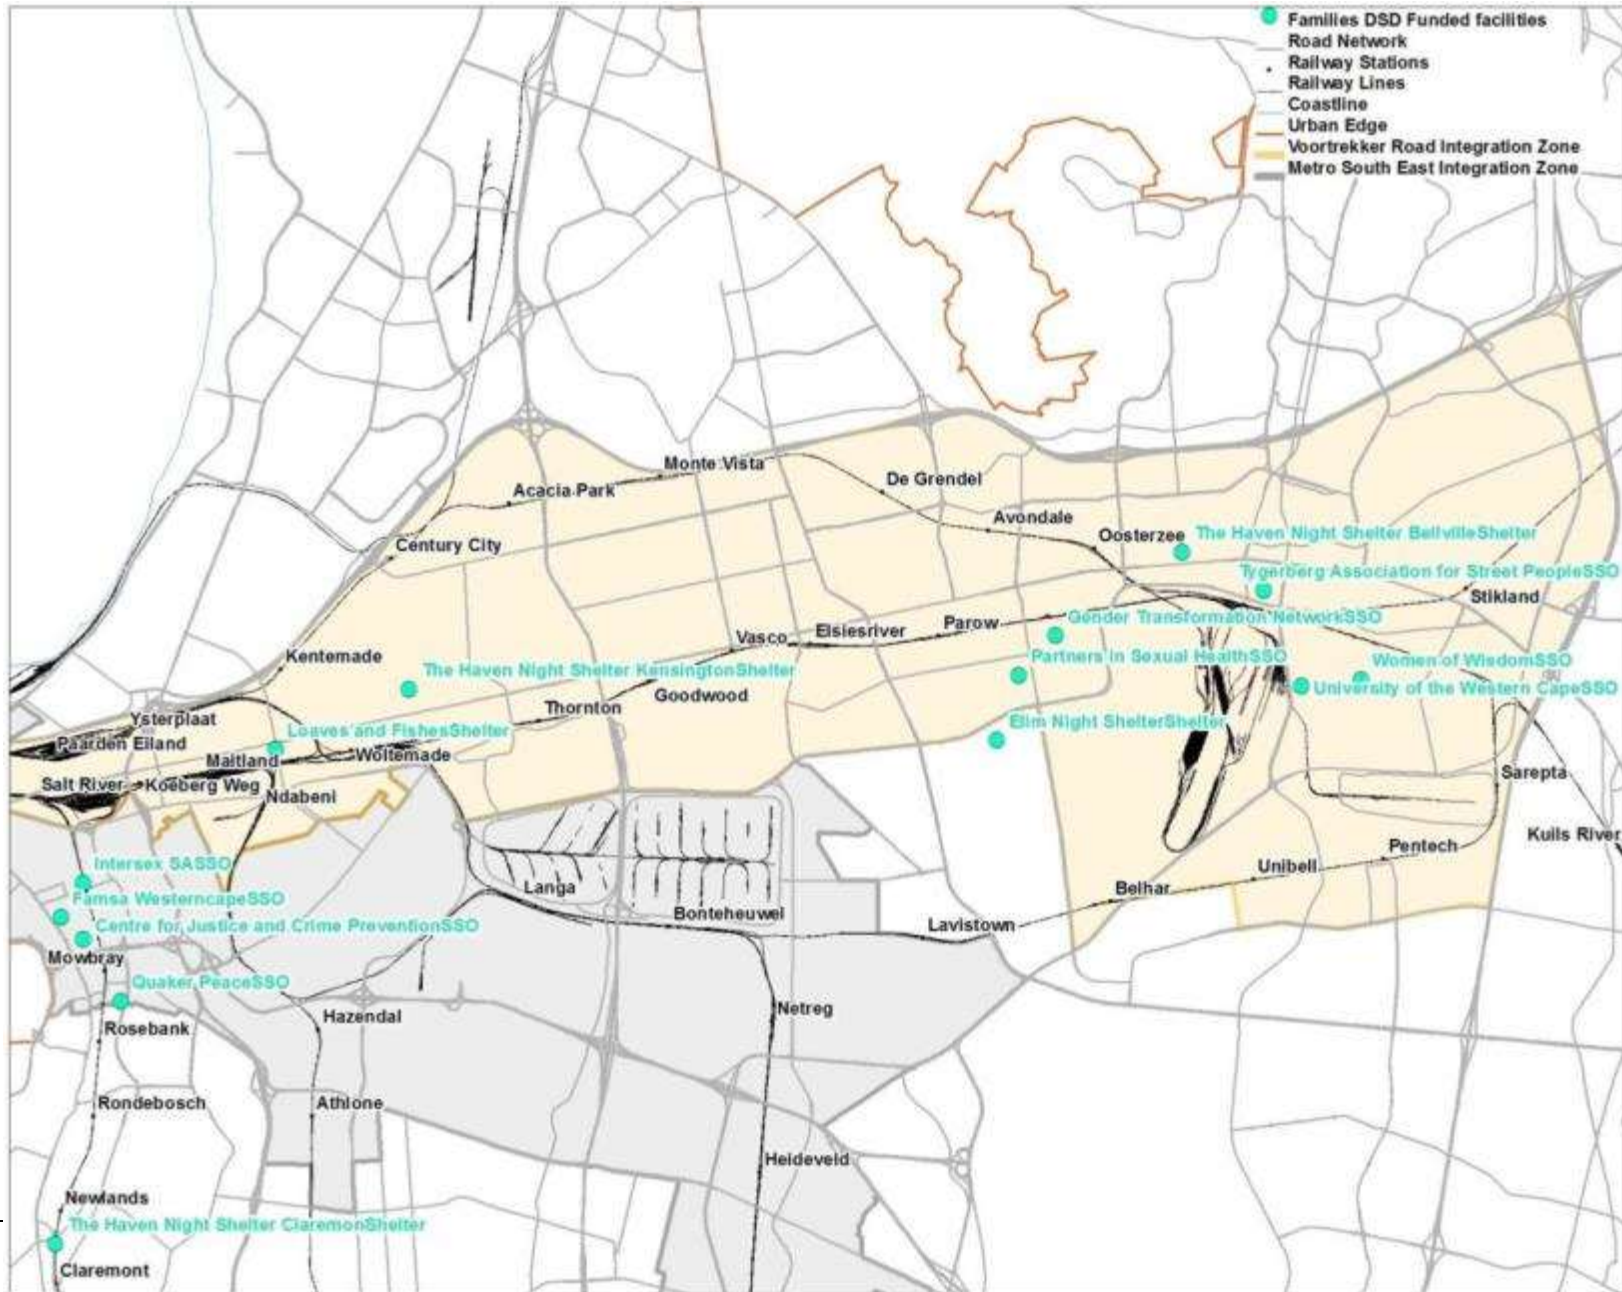 Families DSD Funded facilities
Road Network
Railway Stations
Railway Lines
Coastline
Urban Edge
Voortrekker Road Integration Zone
Metro South East Integration Zone
Monte Vista
De Grendel
Acacia Park
Avondale
Oosterzee
The Haven Night Shelter BellvilleShelter
Century City
Tygerberg Association for Street PeopleSSO
Stikland
Gender Transformation NetworkSSO
Parow
Elsiesriver
Vasco
Kentemade
Partners in Sexual HealthSSO
Women of WisdomSSO
The Haven Night Shelter KensingtonShelter
University of the Western CapeSSO
Goodwood
Thornton
Ysterplaat
Elim Night ShelterShelter
Loaves and FishesShelter
Paarden Eiland
Woltemade
Maitland
Sarepta
Salt River
Koeberg Weg
Ndabeni
Kuils River
Pentech
Intersex SASSO
Unibell
Langa
Belhar
Famsa WesterncapeSSO
Bonteheuwel
Centre for Justice and Crime PreventionSSO
Lavistown
Mowbray
Quaker PeaceSSO
Netreg
Hazendal
Rosebank
Rondebosch
Athlone
Heideveld
Newlands
The Haven Night Shelter ClaremonShelter
Claremont